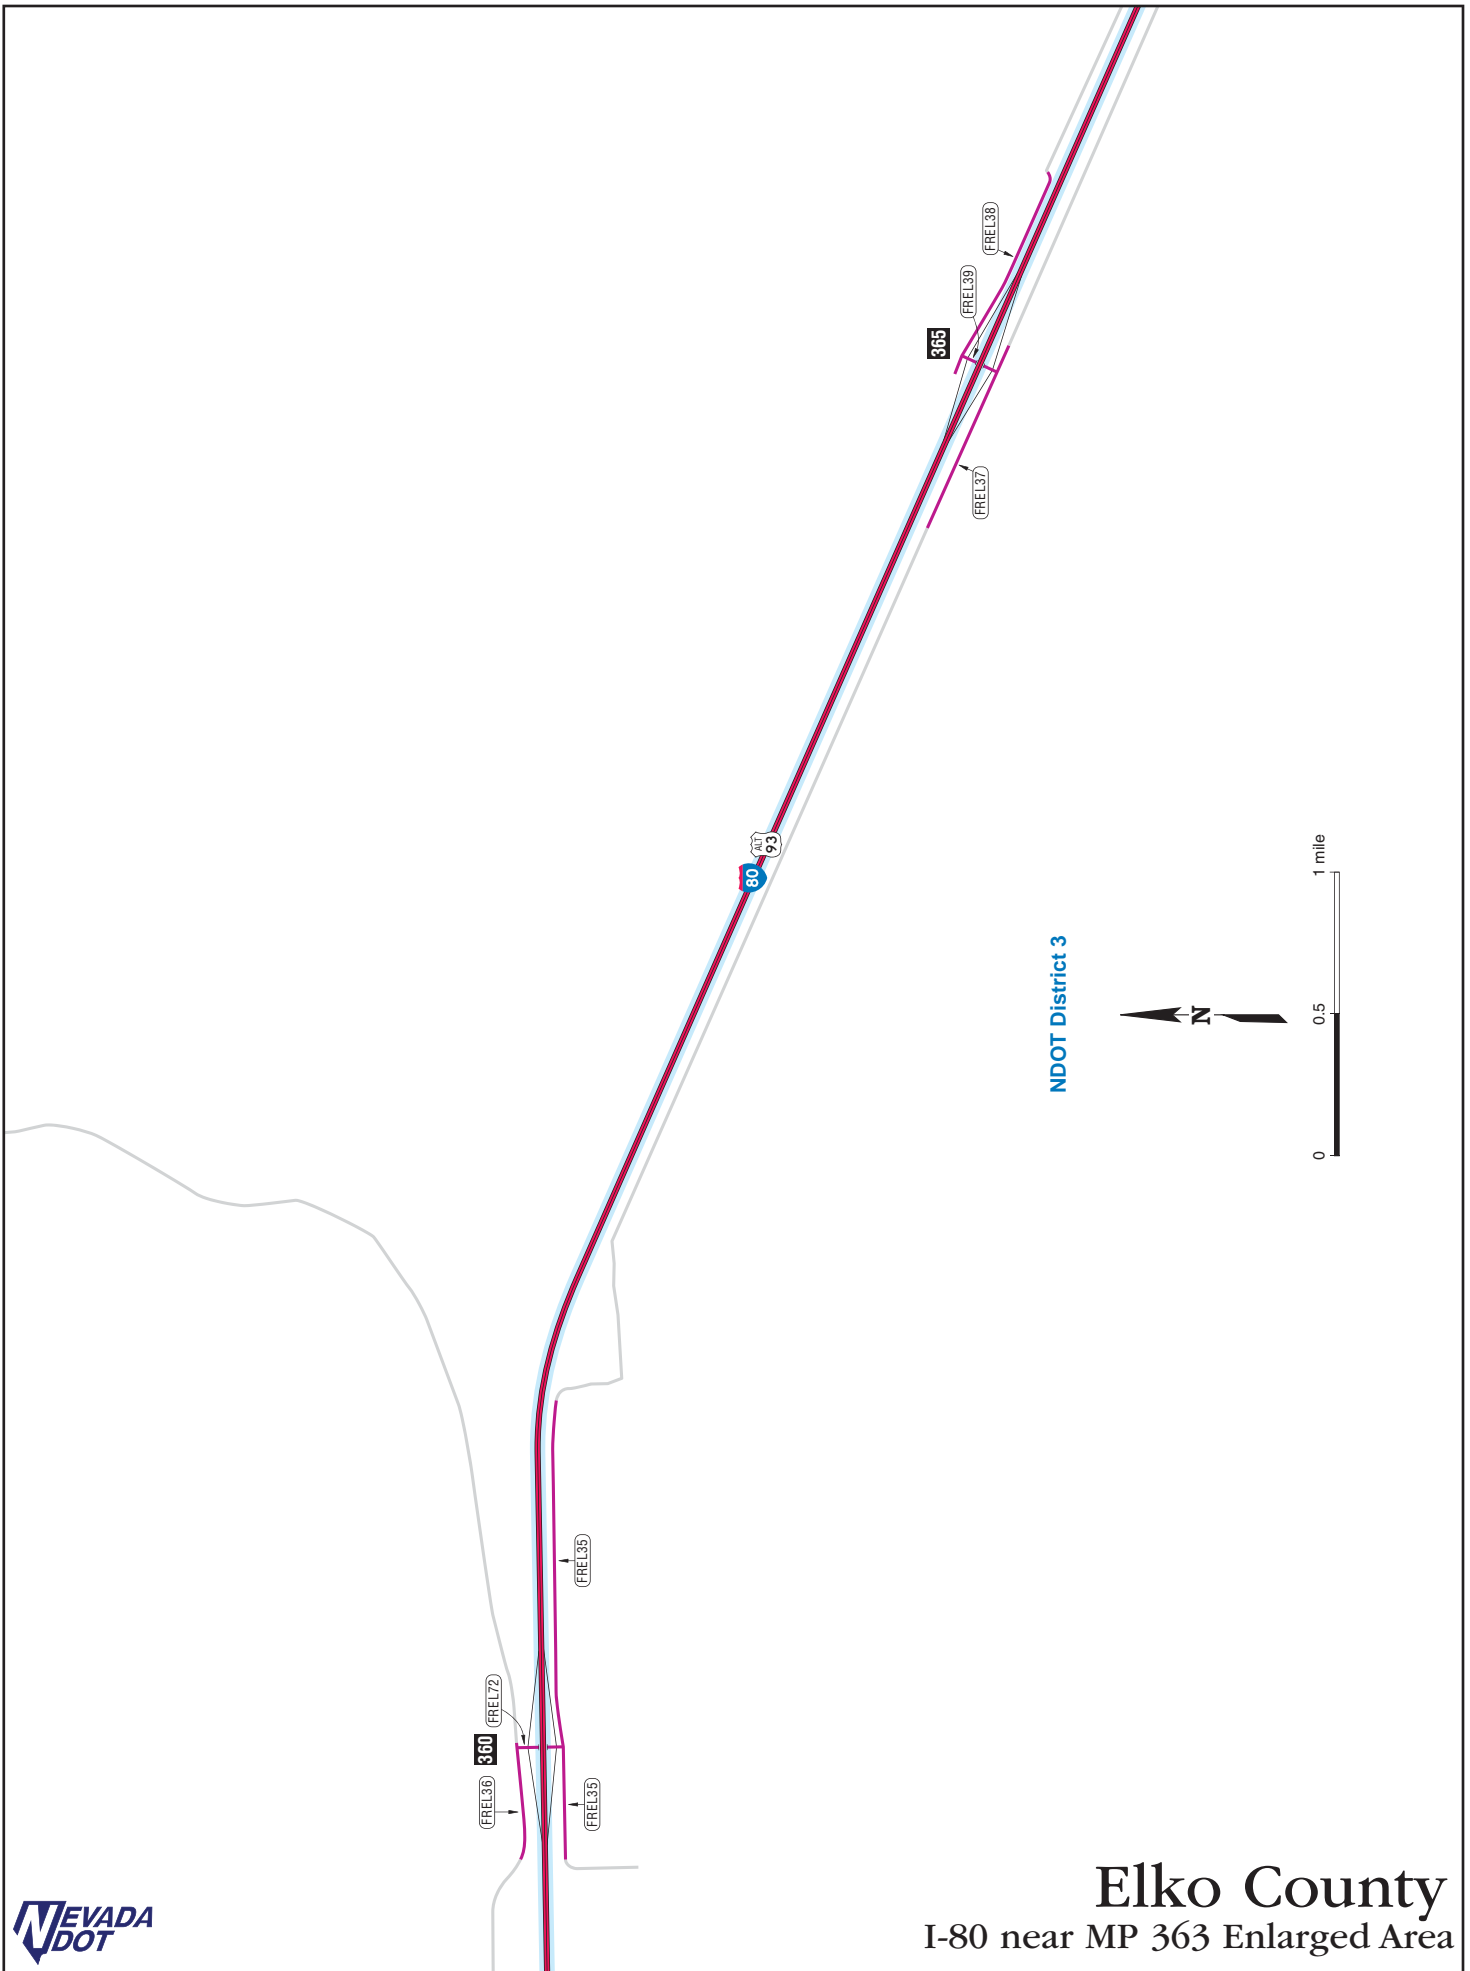 FREL38
FREL39
365
FREL37
ALT
93
80
NDOT District 3
N
0
0.5
1 mile
FREL35
FREL72
360
FREL36
FREL35
NEVADA
DOT
Elko County
I-80 near MP 363 Enlarged Area